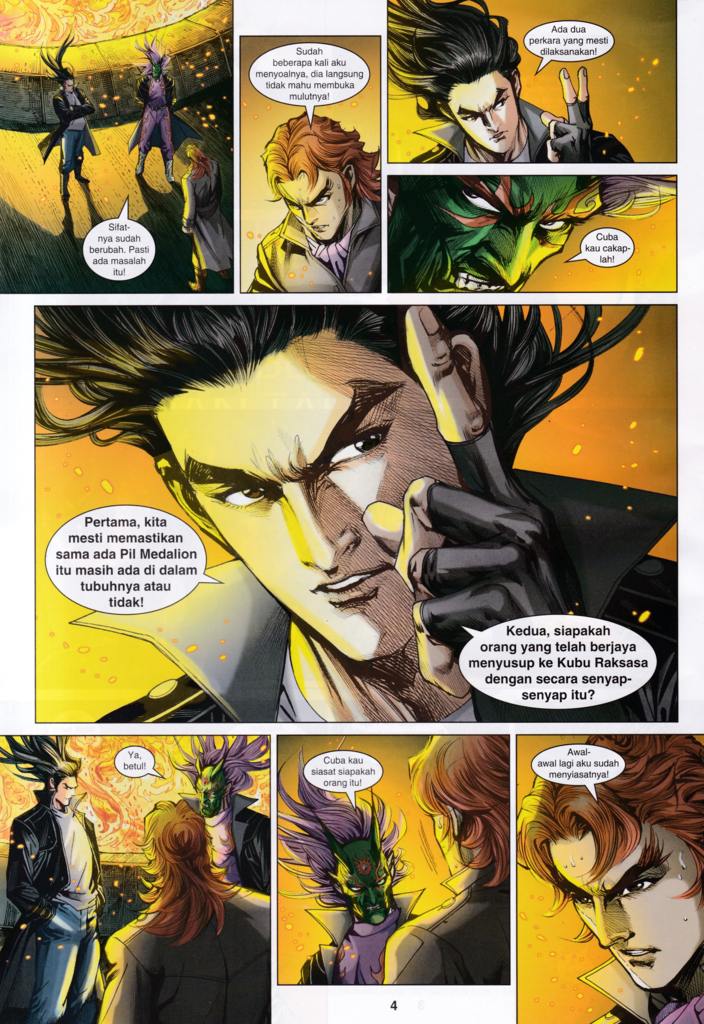 Sifat-
nya sudah
berubah. Pasti
ada masalah
itu!
Sudah
beberapa kali aku
menyoalnya, dia langsung
tidak mahu membuka
mulutnya!
Ada dua
perkara yang mesti
dilaksanakan!
Cuba
kau cakap-
lah!
Pertama, kita
mesti memastikan
sama ada Pil Medalion
itu masih ada di dalam
tubuhnya atau
tidak!
Kedua, siapakah
orang yang telah berjaya
menyusup ke Kubu Raksasa
dengan secara senyap-
senyap itu?
Ya,
betul!
Cuba kau
siasat siapakah
orang itu!
Awal-
awal lagi aku sudah
menyiasatnya!
4